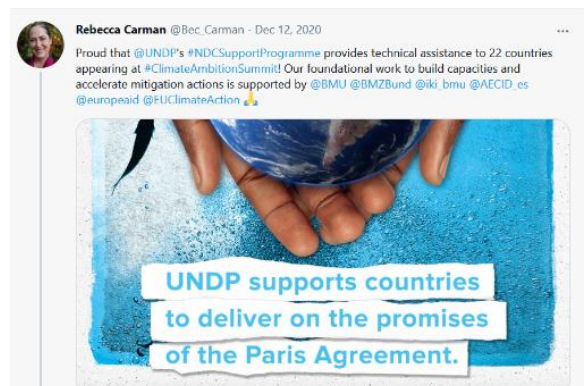 Rebecca Carman @Bec_Carman · Dec 12, 2020
Proud that @UNDP's #NDCSupportProgramme provides technical assistance to 22 countries
appearing at #ClimateAmbitionSummit! Our foundational work to build capacities and
accelerate mitigation actions is supported by @BMU @BMZBund @iki_bmu @AECID_es
@europeaid @EUClimateAction 🙏
UNDP supports countries
to deliver on the promises
of the Paris Agreement.